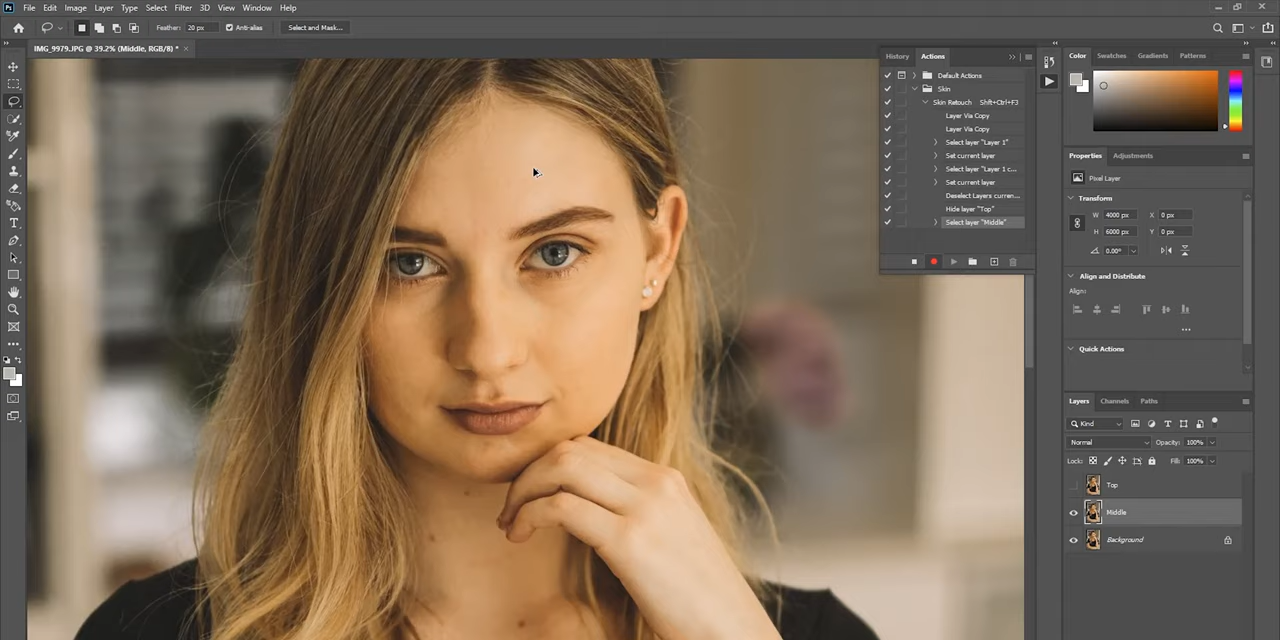 Ps File Edit Image Layer Type Select Filter 3D View Window Help
Feather: 20 px Anti-alias Select and Mask...
IMG_9979.JPG @ 39.2% (Middle, RGB/8) * ×
History Actions
Default Actions
Skin
Skin Retouch Shft+Ctrl+F3
Layer Via Copy
Layer Via Copy
Select layer "Layer 1"
Set current layer
Select layer "Layer 1 c...
Set current layer
Deselect Layers curren...
Hide layer "Top"
Select layer "Middle"
Color Swatches Gradients Patterns
Properties Adjustments
Pixel Layer
Transform
W 4000 px X 0 px
H 6000 px Y 0 px
0.00°
Align and Distribute
Align:
Quick Actions
Layers Channels Paths
Kind
Normal Opacity: 100%
Lock: Fill: 100%
Top
Middle
Background